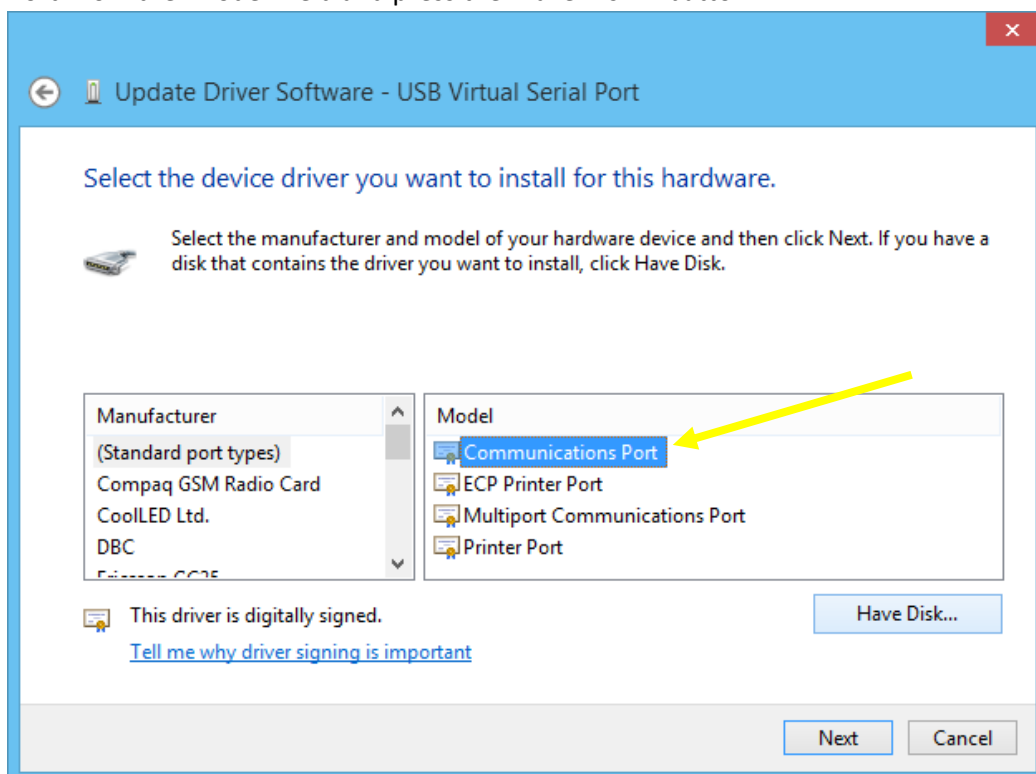 Update Driver Software - USB Virtual Serial Port
Select the device driver you want to install for this hardware.
Select the manufacturer and model of your hardware device and then click Next. If you have a
disk that contains the driver you want to install, click Have Disk.
Manufacturer
(Standard port types)
Compaq GSM Radio Card
CoolLED Ltd.
DBC
Model
Communications Port
ECP Printer Port
Multiport Communications Port
Printer Port
This driver is digitally signed.
Have Disk...
Tell me why driver signing is important
Next
Cancel